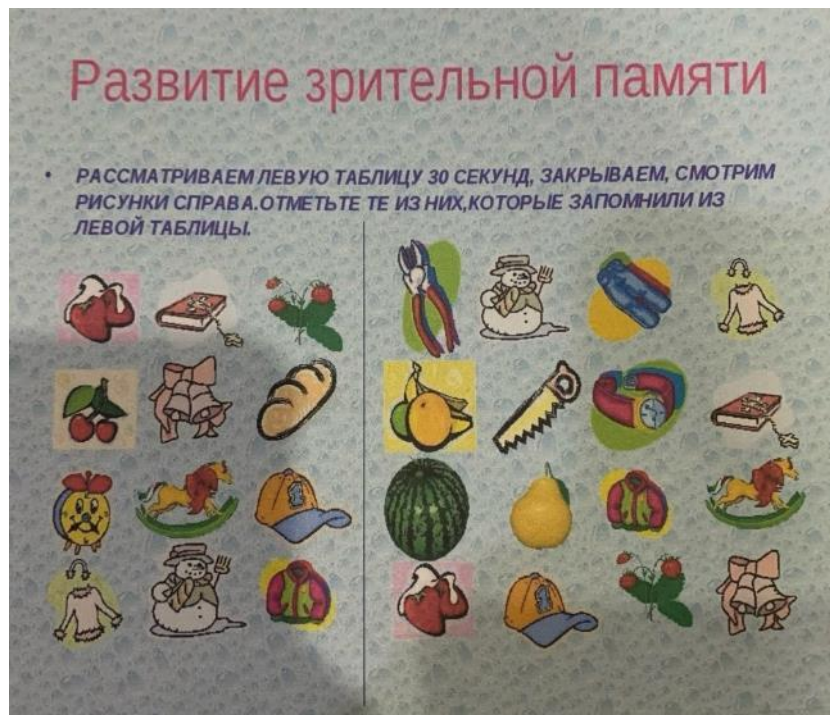 Развитие зрительной памяти
• РАССМАТРИВАЕМ ЛЕВУЮ ТАБЛИЦУ 30 СЕКУНД, ЗАКРЫВАЕМ, СМОТРИМ
РИСУНКИ СПРАВА.ОТМЕТЬТЕ ТЕ ИЗ НИХ,КОТОРЫЕ ЗАПОМНИЛИ ИЗ
ЛЕВОЙ ТАБЛИЦЫ.